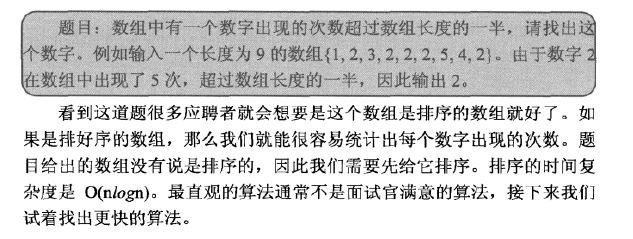 题目：数组中有一个数字出现的次数超过数组长度的一半，请找出这
个数字。例如输入一个长度为 9 的数组{1, 2, 3, 2, 2, 2, 5, 4, 2}。由于数字 2
在数组中出现了 5 次，超过数组长度的一半，因此输出 2。
看到这道题很多应聘者就会想要是这个数组是排序的数组就好了。如
果是排好序的数组，那么我们就能很容易统计出每个数字出现的次数。题
目给出的数组没有说是排序的，因此我们需要先给它排序。排序的时间复
杂度是 O(nlogn)。最直观的算法通常不是面试官满意的算法，接下来我们
试着找出更快的算法。